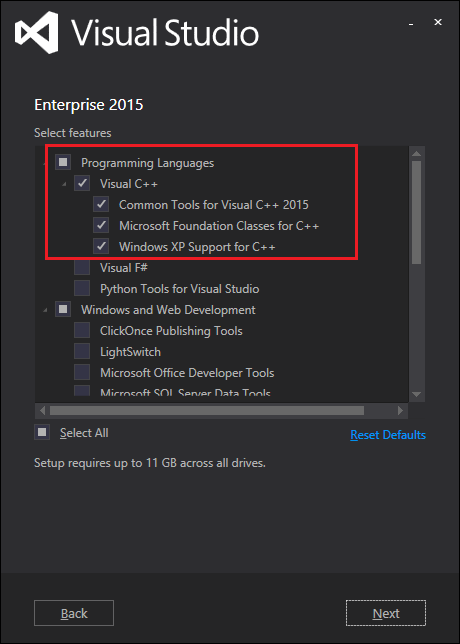 Visual Studio
Enterprise 2015
Select features
Programming Languages
Visual C++
Common Tools for Visual C++ 2015
Microsoft Foundation Classes for C++
Windows XP Support for C++
Visual F#
Python Tools for Visual Studio
Windows and Web Development
ClickOnce Publishing Tools
LightSwitch
Microsoft Office Developer Tools
Microsoft SQL Server Data Tools
Select All
Reset Defaults
Setup requires up to 11 GB across all drives.
Back
Next